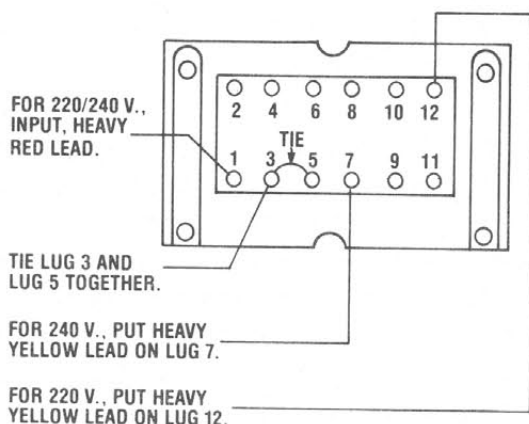 FOR 220/240 V.,
INPUT, HEAVY
RED LEAD.
2 4 6 8 10 12
TIE
1 3 5 7 9 11
TIE LUG 3 AND
LUG 5 TOGETHER.
FOR 240 V., PUT HEAVY
YELLOW LEAD ON LUG 7.
FOR 220 V., PUT HEAVY
YELLOW LEAD ON LUG 12.